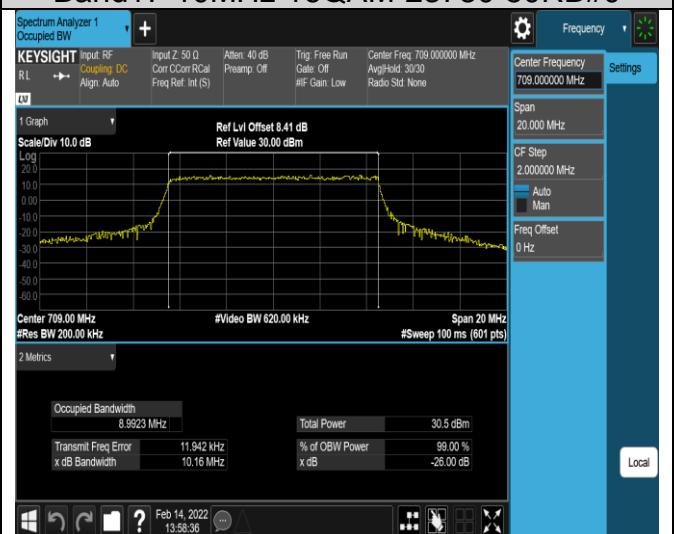 Spectrum Analyzer 1
Occupied BW
Frequency
KEYSIGHT
RL
Input: RF
Coupling: DC
Align: Auto
Input Z: 50 Ω
Corr CCorr RCal
Freq Ref: Int (S)
Atten: 40 dB
Preamp: Off
Trig: Free Run
Gate: Off
#IF Gain: Low
Center Freq: 709.000000 MHz
Avg|Hold: 30/30
Radio Std: None
Center Frequency
709.000000 MHz
Settings
Span
20.000 MHz
CF Step
2.000000 MHz
Auto
Man
Freq Offset
0 Hz
Local
1 Graph
Scale/Div 10.0 dB
Ref Lvl Offset 8.41 dB
Ref Value 30.00 dBm
Log
20.0
10.0
0.00
-10.0
-20.0
-30.0
-40.0
-50.0
-60.0
Center 709.00 MHz
#Res BW 200.00 kHz
#Video BW 620.00 kHz
Span 20 MHz
#Sweep 100 ms (601 pts)
2 Metrics
Occupied Bandwidth
8.9923 MHz
Total Power 30.5 dBm
Transmit Freq Error 11.942 kHz
% of OBW Power 99.00 %
x dB Bandwidth 10.16 MHz
x dB -26.00 dB
Feb 14, 2022
13:58:36